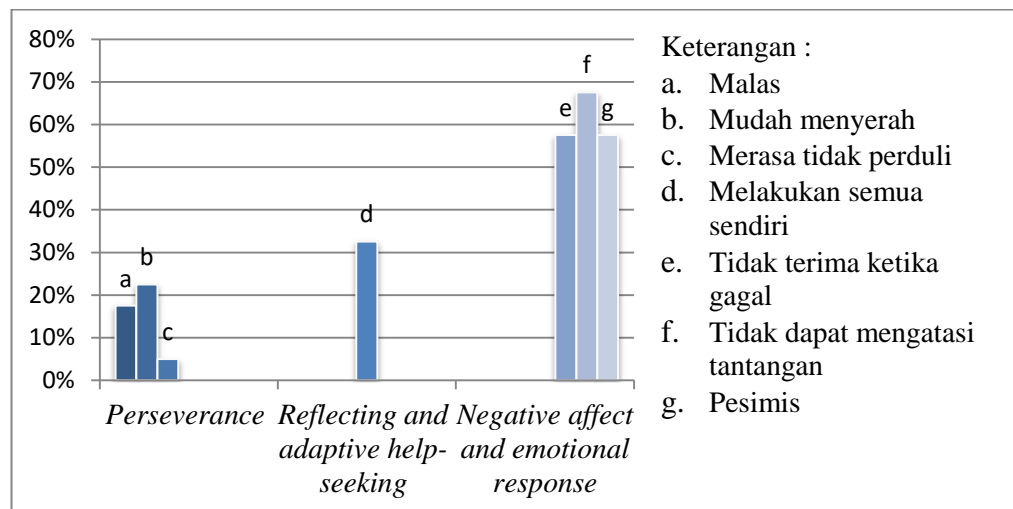 80%
70%
60%
50%
40%
30%
20%
10%
0%
a
b
c
d
e
f
g
Perseverance
Reflecting and
adaptive help-
seeking
Negative affect
and emotional
response
Keterangan :
a. Malas
b. Mudah menyerah
c. Merasa tidak perduli
d. Melakukan semua
sendiri
e. Tidak terima ketika
gagal
f. Tidak dapat mengatasi
tantangan
g. Pesimis